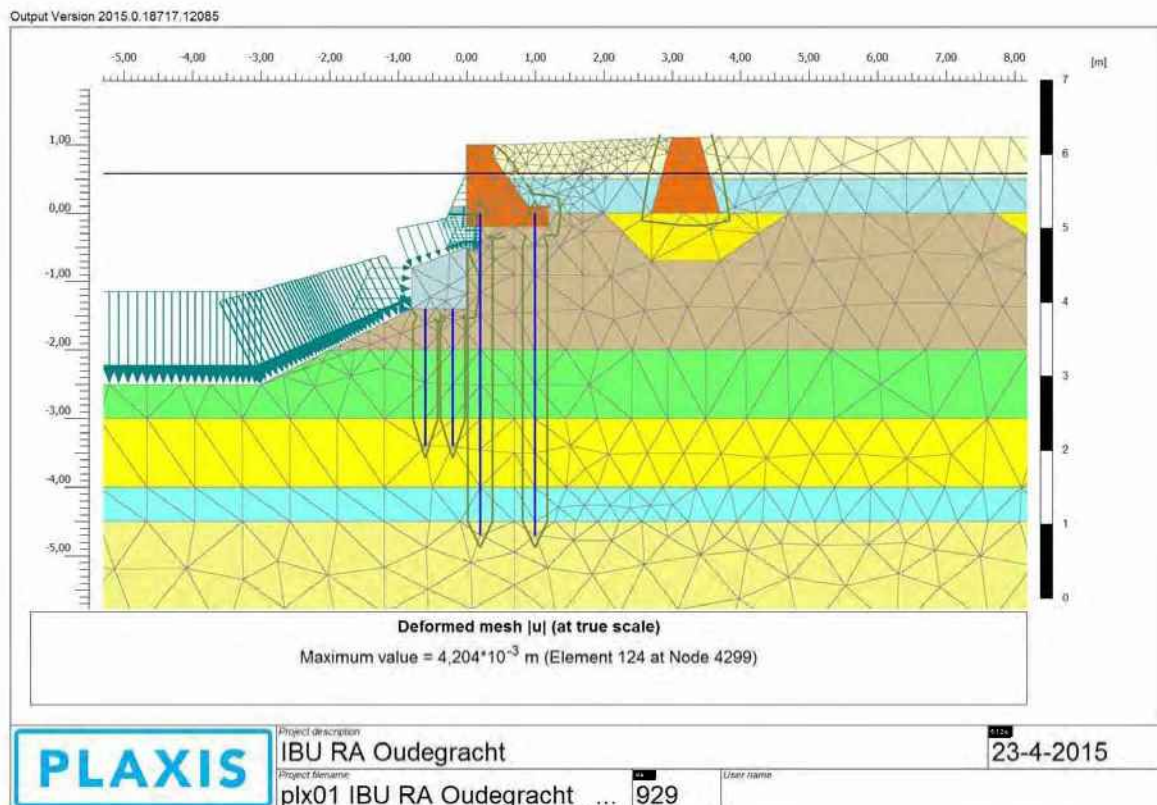 Output Version 2015.0.18717.12085
-5,00 -4,00 -3,00 -2,00 -1,00 0,00 1,00 2,00 3,00 4,00 5,00 6,00 7,00 8,00 [m]
7
1,00
6
0,00
5
-1,00
4
-2,00
3
-3,00
2
-4,00
1
-5,00
0
Deformed mesh |u| (at true scale)
Maximum value = 4,204*10-3 m (Element 124 at Node 4299)
PLAXIS
Project description
IBU RA Oudegracht
23-4-2015
Project filename
plx01 IBU RA Oudegracht ...
929
User name